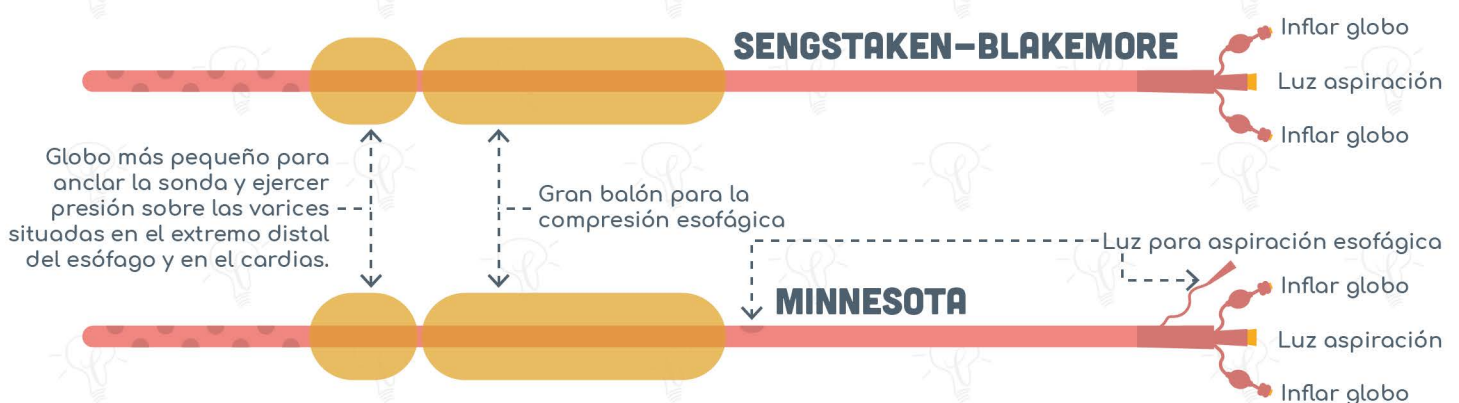 SENGSTAKEN-BLAKEMORE
Inflar globo
Luz aspiración
Inflar globo
Globo más pequeño para
anclar la sonda y ejercer
presión sobre las varices
situadas en el extremo distal
del esófago y en el cardias.
Gran balón para la
compresión esofágica
Luz para aspiración esofágica
MINNESOTA
Inflar globo
Luz aspiración
Inflar globo